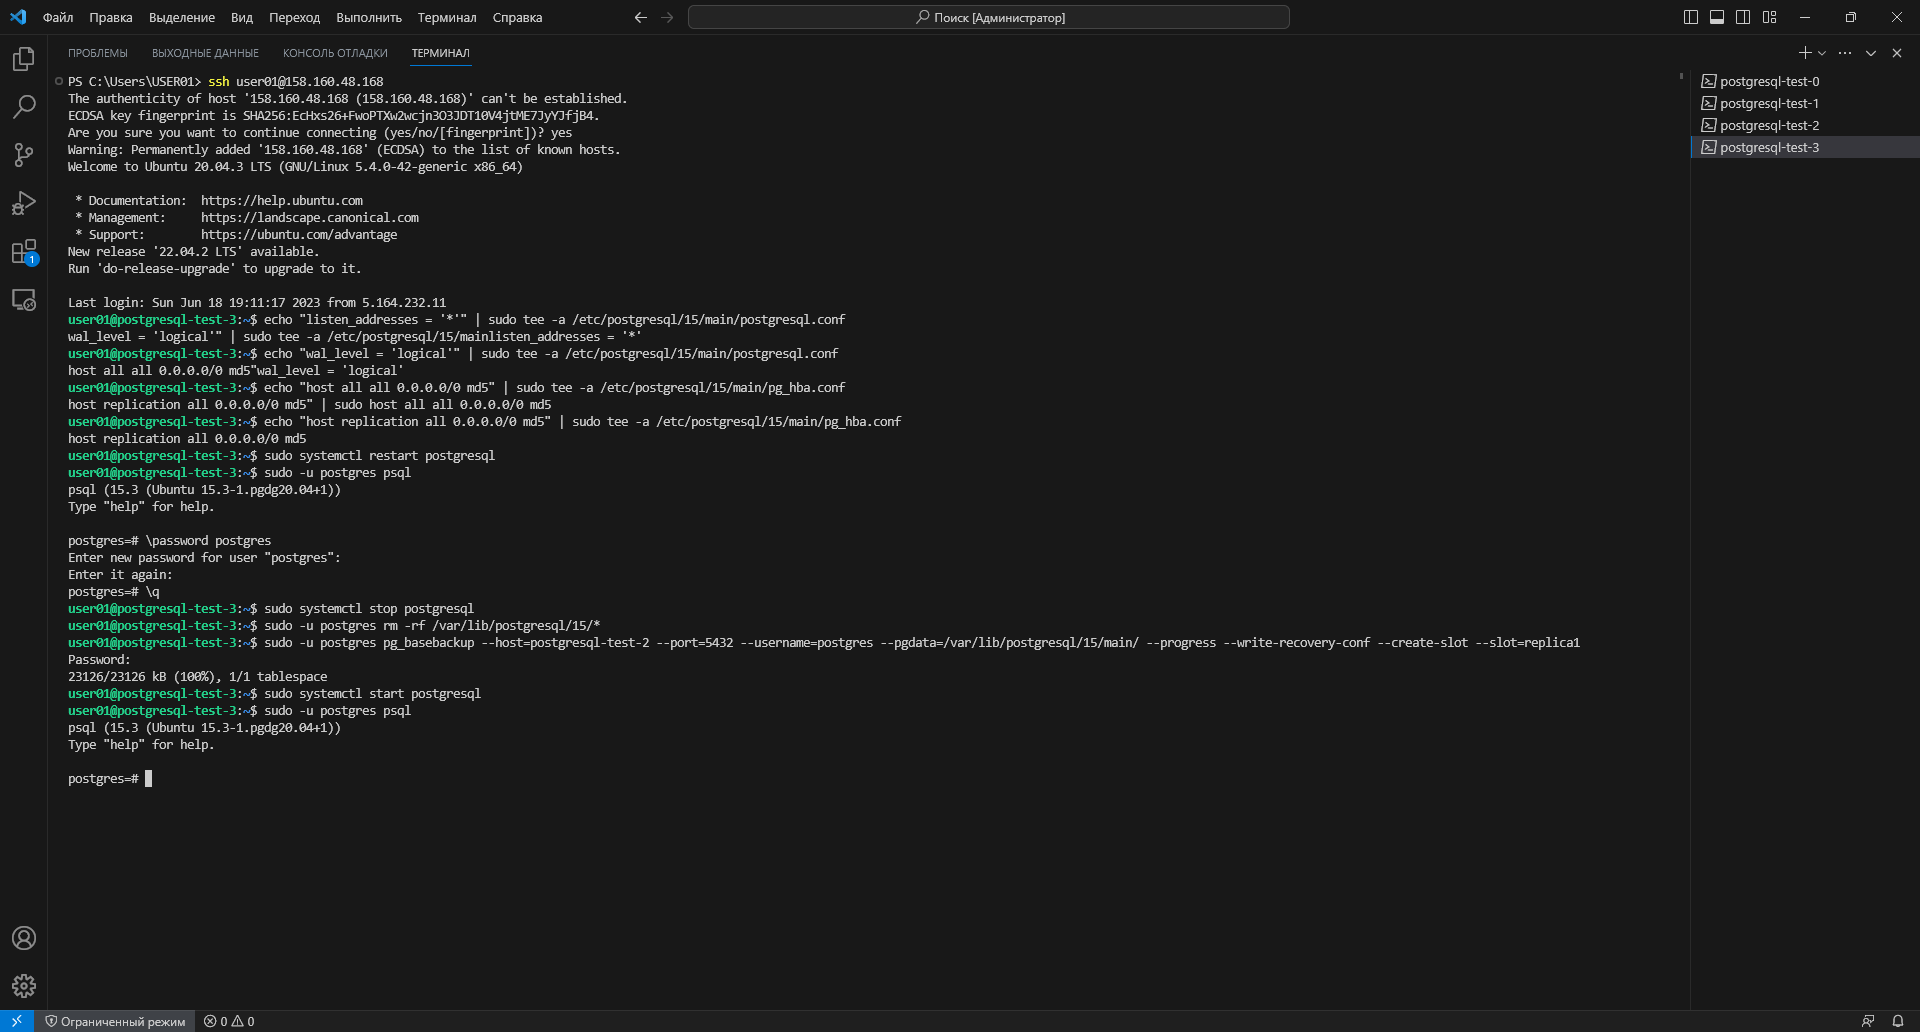 Файл Правка Выделение Вид Переход Выполнить Терминал Справка
Поиск [Администратор]
ПРОБЛЕМЫ ВЫХОДНЫЕ ДАННЫЕ КОНСОЛЬ ОТЛАДКИ ТЕРМИНАЛ
PS C:\Users\USER01> ssh user01@158.160.48.168
The authenticity of host '158.160.48.168 (158.160.48.168)' can't be established.
ECDSA key fingerprint is SHA256:EcHxs26+FwoPTXw2wcjn3O3JDT10V4jtME7JyYJfjB4.
Are you sure you want to continue connecting (yes/no/[fingerprint])? yes
Warning: Permanently added '158.160.48.168' (ECDSA) to the list of known hosts.
Welcome to Ubuntu 20.04.3 LTS (GNU/Linux 5.4.0-42-generic x86_64)
* Documentation:  https://help.ubuntu.com
* Management:     https://landscape.canonical.com
* Support:        https://ubuntu.com/advantage
New release '22.04.2 LTS' available.
Run 'do-release-upgrade' to upgrade to it.
Last login: Sun Jun 18 19:11:17 2023 from 5.164.232.11
user01@postgresql-test-3:~$ echo "listen_addresses = '*'" | sudo tee -a /etc/postgresql/15/main/postgresql.conf
wal_level = 'logical'" | sudo tee -a /etc/postgresql/15/mainlisten_addresses = '*'
user01@postgresql-test-3:~$ echo "wal_level = 'logical'" | sudo tee -a /etc/postgresql/15/main/postgresql.conf
host all all 0.0.0.0/0 md5"wal_level = 'logical'
user01@postgresql-test-3:~$ echo "host all all 0.0.0.0/0 md5" | sudo tee -a /etc/postgresql/15/main/pg_hba.conf
host replication all 0.0.0.0/0 md5" | sudo host all all 0.0.0.0/0 md5
user01@postgresql-test-3:~$ echo "host replication all 0.0.0.0/0 md5" | sudo tee -a /etc/postgresql/15/main/pg_hba.conf
host replication all 0.0.0.0/0 md5
user01@postgresql-test-3:~$ sudo systemctl restart postgresql
user01@postgresql-test-3:~$ sudo -u postgres psql
psql (15.3 (Ubuntu 15.3-1.pgdg20.04+1))
Type "help" for help.
postgres=# \password postgres
Enter new password for user "postgres":
Enter it again:
postgres=# \q
user01@postgresql-test-3:~$ sudo systemctl stop postgresql
user01@postgresql-test-3:~$ sudo -u postgres rm -rf /var/lib/postgresql/15/*
user01@postgresql-test-3:~$ sudo -u postgres pg_basebackup --host=postgresql-test-2 --port=5432 --username=postgres --pgdata=/var/lib/postgresql/15/main/ --progress --write-recovery-conf --create-slot --slot=replica1
Password:
23126/23126 kB (100%), 1/1 tablespace
user01@postgresql-test-3:~$ sudo systemctl start postgresql
user01@postgresql-test-3:~$ sudo -u postgres psql
psql (15.3 (Ubuntu 15.3-1.pgdg20.04+1))
Type "help" for help.
postgres=#
postgresql-test-0
postgresql-test-1
postgresql-test-2
postgresql-test-3
1
Ограниченный режим 0 0